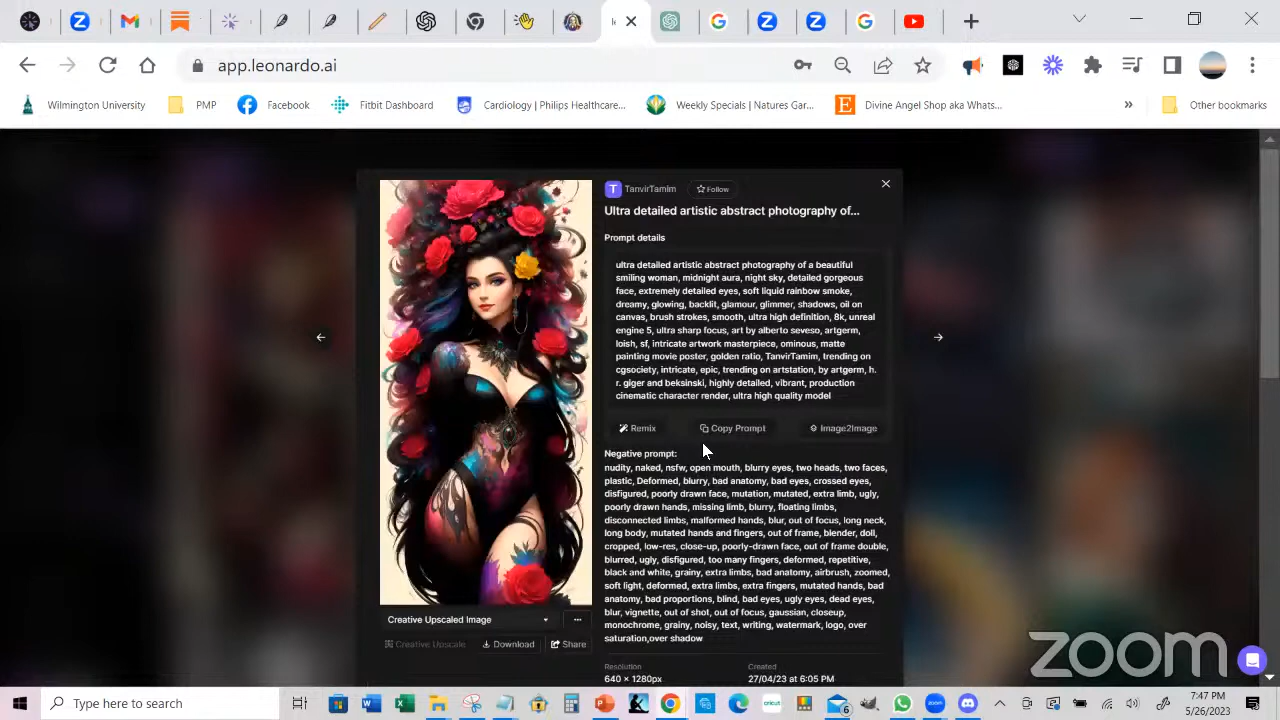 app.leonardo.ai
Wilmington University
PMP
Facebook
Fitbit Dashboard
Cardiology | Philips Healthcare...
Weekly Specials | Natures Gar...
Divine Angel Shop aka Whats...
»
Other bookmarks
T TanvirTamim
Follow
Ultra detailed artistic abstract photography of...
Prompt details
ultra detailed artistic abstract photography of a beautiful
smiling woman, midnight aura, night sky, detailed gorgeous
face, extremely detailed eyes, soft liquid rainbow smoke,
dreamy, glowing, backlit, glamour, glimmer, shadows, oil on
canvas, brush strokes, smooth, ultra high definition, 8k, unreal
engine 5, ultra sharp focus, art by alberto seveso, artgerm,
loish, sf, intricate artwork masterpiece, ominous, matte
painting movie poster, golden ratio, TanvirTamim, trending on
cgsociety, intricate, epic, trending on artstation, by artgerm, h.
r. giger and beksinski, highly detailed, vibrant, production
cinematic character render, ultra high quality model
Remix
Copy Prompt
Image2Image
Negative prompt:
nudity, naked, nsfw, open mouth, blurry eyes, two heads, two faces,
plastic, Deformed, blurry, bad anatomy, bad eyes, crossed eyes,
disfigured, poorly drawn face, mutation, mutated, extra limb, ugly,
poorly drawn hands, missing limb, blurry, floating limbs,
disconnected limbs, malformed hands, blur, out of focus, long neck,
long body, mutated hands and fingers, out of frame, blender, doll,
cropped, low-res, close-up, poorly-drawn face, out of frame double,
blurred, ugly, disfigured, too many fingers, deformed, repetitive,
black and white, grainy, extra limbs, bad anatomy, airbrush, zoomed,
soft light, deformed, extra limbs, extra fingers, mutated hands, bad
anatomy, bad proportions, blind, bad eyes, ugly eyes, dead eyes,
blur, vignette, out of shot, out of focus, gaussian, closeup,
monochrome, grainy, noisy, text, writing, watermark, logo, over
saturation,over shadow
Creative Upscaled Image
Creative Upscale
Download
Share
Resolution
640 × 1280px
Created
27/04/23 at 6:05 PM
zoom
Type here to search
7:47 PM
5/26/2023